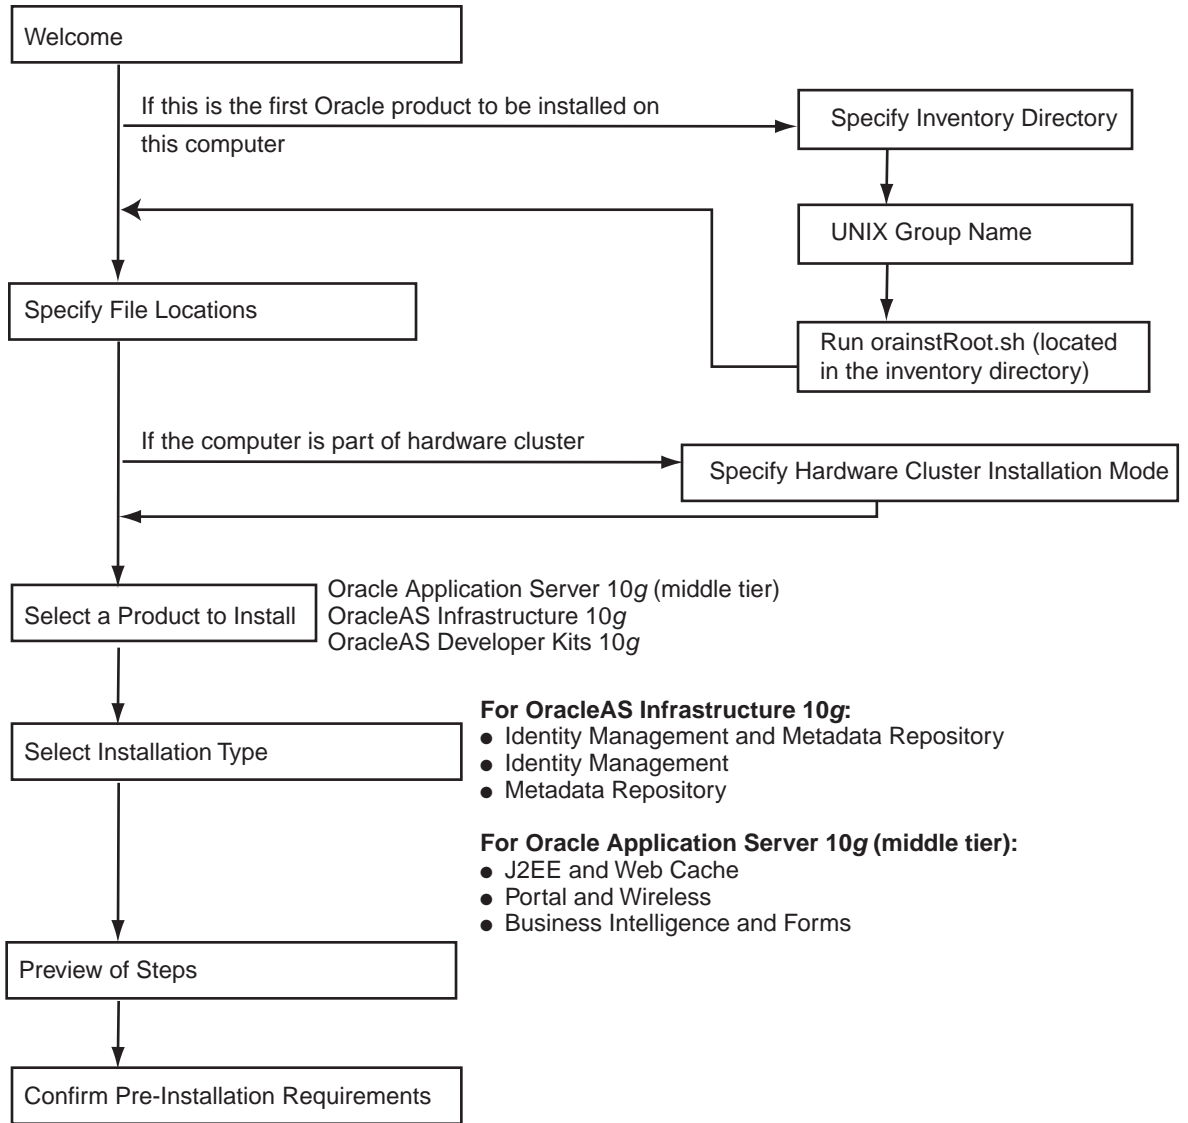 Welcome
If this is the first Oracle product to be installed on
this computer
Specify Inventory Directory
UNIX Group Name
Run orainstRoot.sh (located
in the inventory directory)
Specify File Locations
If the computer is part of hardware cluster
Specify Hardware Cluster Installation Mode
Select a Product to Install
Oracle Application Server 10g (middle tier)
OracleAS Infrastructure 10g
OracleAS Developer Kits 10g
Select Installation Type
For OracleAS Infrastructure 10g:
● Identity Management and Metadata Repository
● Identity Management
● Metadata Repository
For Oracle Application Server 10g (middle tier):
● J2EE and Web Cache
● Portal and Wireless
● Business Intelligence and Forms
Preview of Steps
Confirm Pre-Installation Requirements